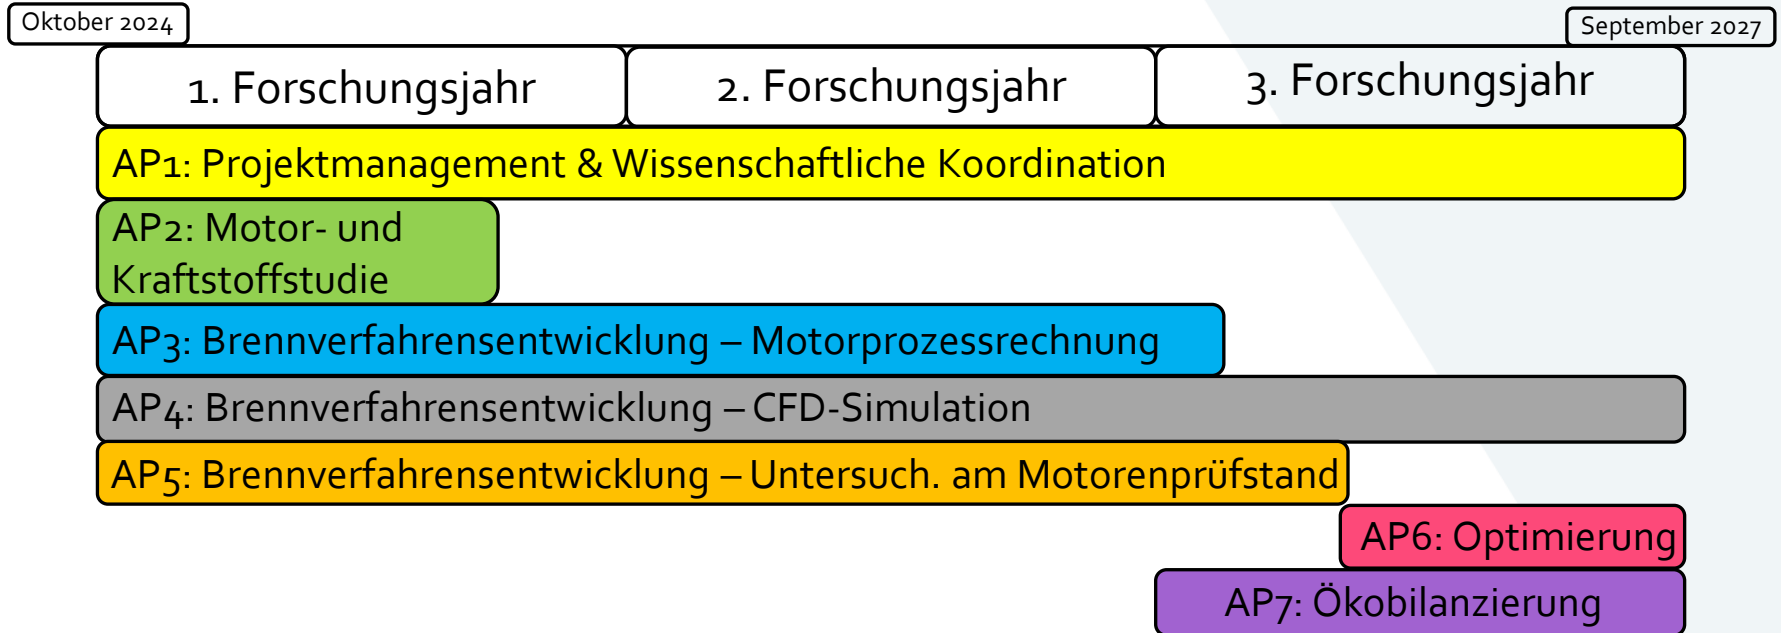 Oktober 2024
September 2027
1. Forschungsjahr
2. Forschungsjahr
3. Forschungsjahr
AP1: Projektmanagement & Wissenschaftliche Koordination
AP2: Motor- und
Kraftstoffstudie
AP3: Brennverfahrensentwicklung – Motorprozessrechnung
AP4: Brennverfahrensentwicklung – CFD-Simulation
AP5: Brennverfahrensentwicklung – Untersuch. am Motorenprüfstand
AP6: Optimierung
AP7: Ökobilanzierung